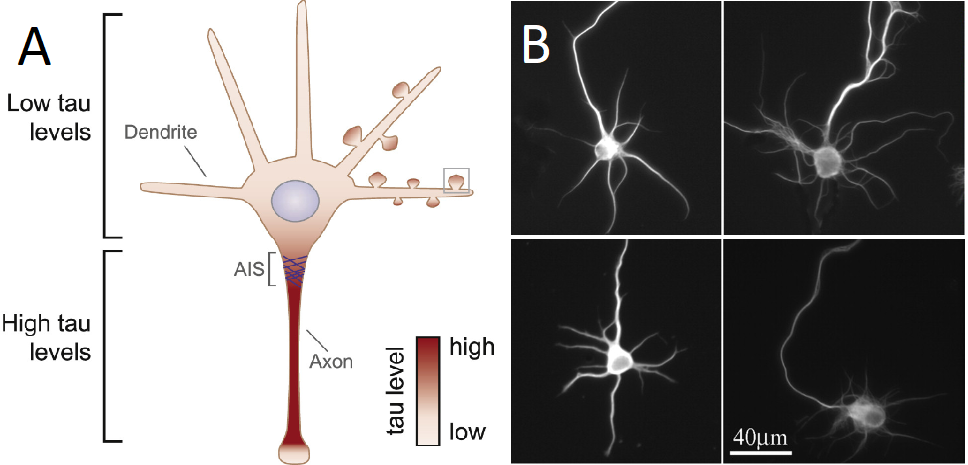 A
Low tau
levels
Dendrite
AIS
High tau
levels
Axon
tau level
high
low
B
40μm